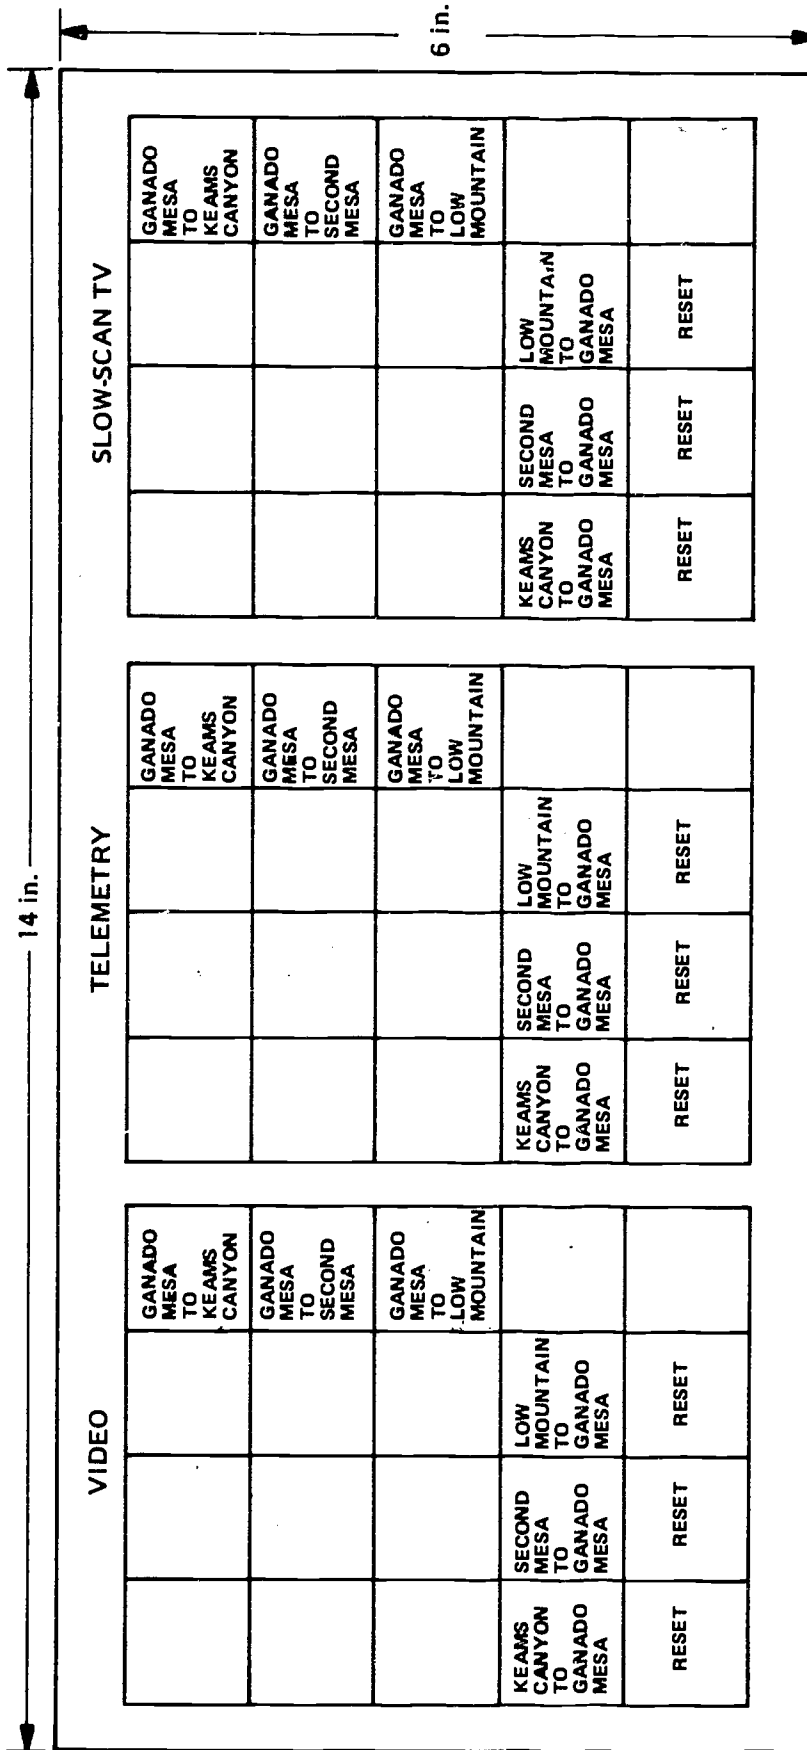 14 in.
6 in.
VIDEO
GANADO
MESA
TO
KEAMS
CANYON
GANADO
MESA
TO
SECOND
MESA
GANADO
MESA
TO
LOW
MOUNTAIN
KEAMS
CANYON
TO
GANADO
MESA
SECOND
MESA
TO
GANADO
MESA
LOW
MOUNTAIN
TO
GANADO
MESA
RESET
RESET
RESET
TELEMETRY
GANADO
MESA
TO
KEAMS
CANYON
GANADO
MESA
TO
SECOND
MESA
GANADO
MESA
TO
LOW
MOUNTAIN
KEAMS
CANYON
TO
GANADO
MESA
SECOND
MESA
TO
GANADO
MESA
LOW
MOUNTAIN
TO
GANADO
MESA
RESET
RESET
RESET
SLOW-SCAN TV
GANADO
MESA
TO
KEAMS
CANYON
GANADO
MESA
TO
SECOND
MESA
GANADO
MESA
TO
LOW
MOUNTAIN
KEAMS
CANYON
TO
GANADO
MESA
SECOND
MESA
TO
GANADO
MESA
LOW
MOUNTAIN
TO
GANADO
MESA
RESET
RESET
RESET